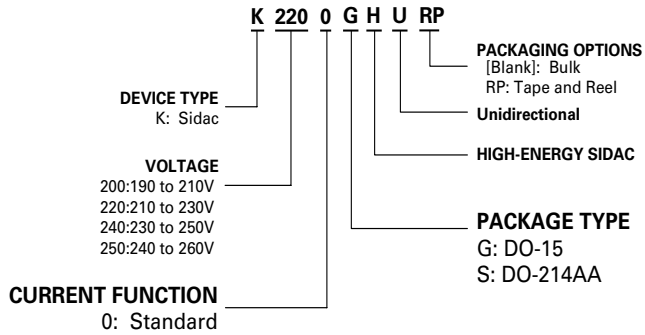 K 220 0 G H U RP
PACKAGING OPTIONS
[Blank]: Bulk
RP: Tape and Reel
DEVICE TYPE
K: Sidac
Unidirectional
VOLTAGE
200:190 to 210V
220:210 to 230V
240:230 to 250V
250:240 to 260V
HIGH-ENERGY SIDAC
PACKAGE TYPE
G: DO-15
S: DO-214AA
CURRENT FUNCTION
0: Standard